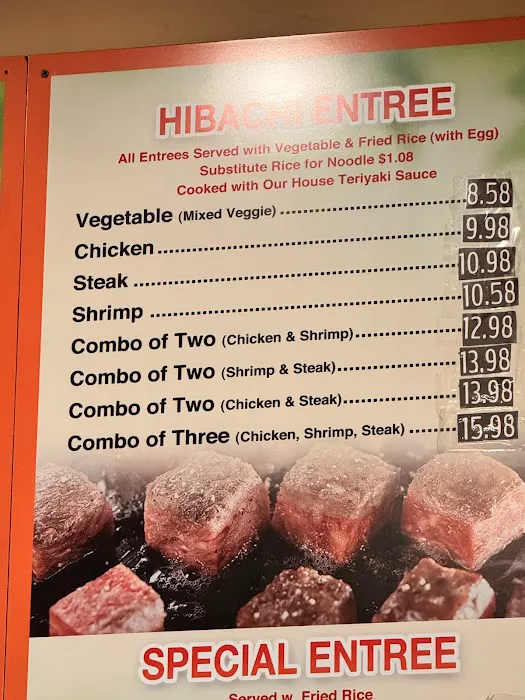 HIBACHI ENTREE
All Entrees Served with Vegetable & Fried Rice (with Egg)
Substitute Rice for Noodle $1.08
Cooked with Our House Teriyaki Sauce
Vegetable (Mixed Veggie) 8.58
Chicken 9.98
Steak 10.98
Shrimp 10.58
Combo of Two (Chicken & Shrimp) 12.98
Combo of Two (Shrimp & Steak) 13.98
Combo of Two (Chicken & Steak) 13.98
Combo of Three (Chicken, Shrimp, Steak) 15.98
SPECIAL ENTREE
Served w. Fried Rice